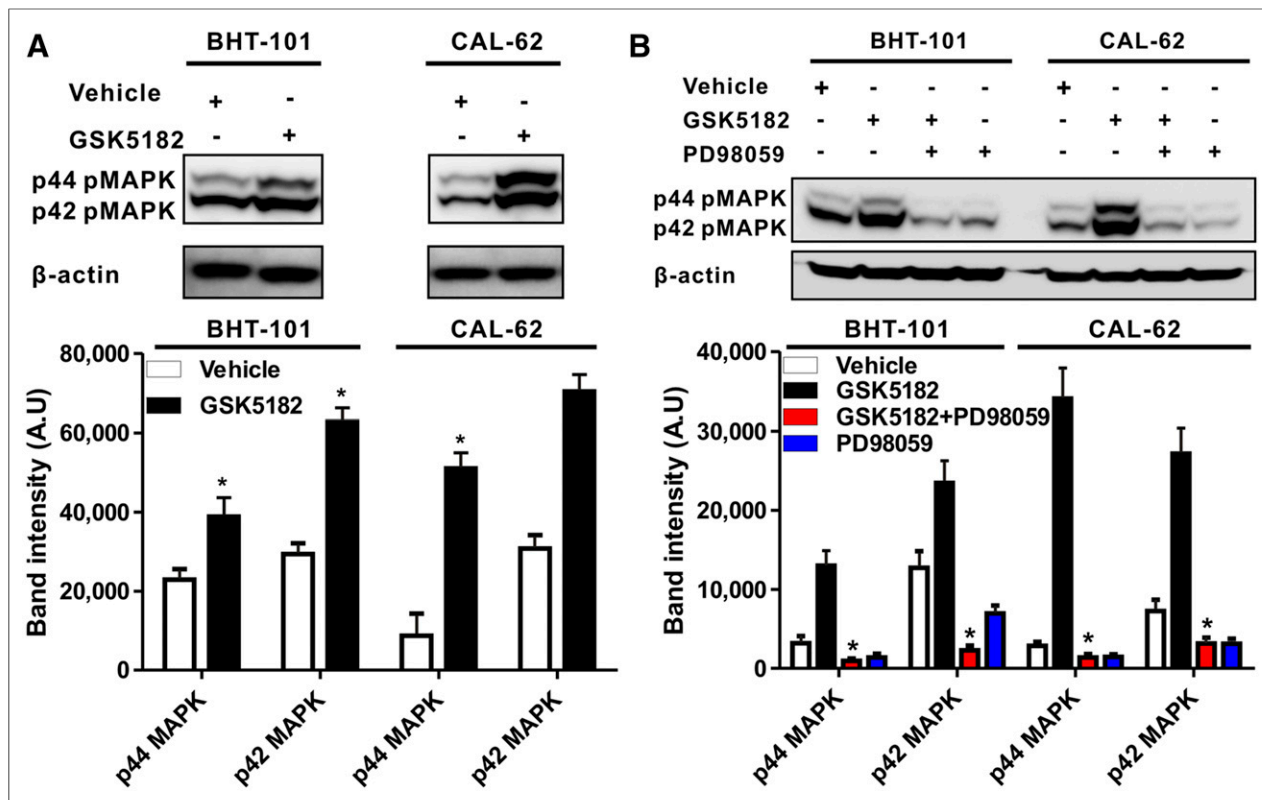 A
BHT-101 CAL-62
Vehicle + - + -
GSK5182 - + - +
p44 pMAPK
p42 pMAPK
β-actin
BHT-101 CAL-62
80,000
60,000
40,000
20,000
0
Band intensity (A.U)
Vehicle
GSK5182
* * *
p44 MAPK p42 MAPK p44 MAPK p42 MAPK
B
BHT-101 CAL-62
Vehicle + - - - + - - -
GSK5182 - + + - - + + -
PD98059 - - + + - - + +
p44 pMAPK
p42 pMAPK
β-actin
BHT-101 CAL-62
40,000
30,000
20,000
10,000
0
Band intensity (A.U)
Vehicle
GSK5182
GSK5182+PD98059
PD98059
* * * *
p44 MAPK p42 MAPK p44 MAPK p42 MAPK